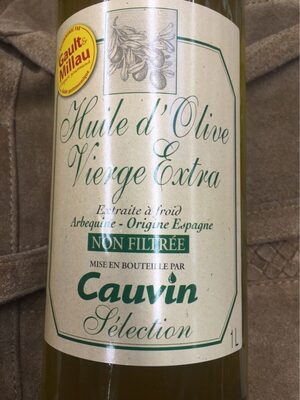 Gault&
Millau
Huile d'Olive
Vierge Extra
Extraite à froid
Arbequine - Origine Espagne
NON FILTRÉE
MISE EN BOUTEILLE PAR
Cauvin
Sélection
1L